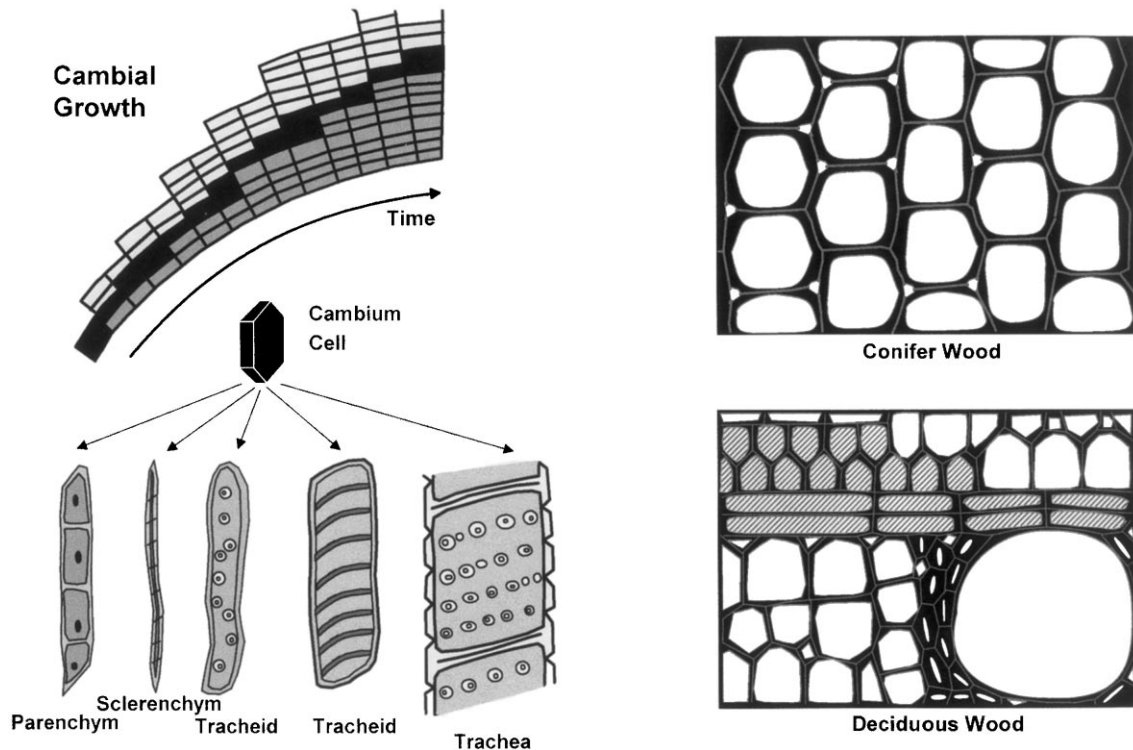 Cambial
Growth
Time
Cambium
Cell
Parenchym
Sclerenchym
Tracheid
Tracheid
Trachea
Conifer Wood
Deciduous Wood